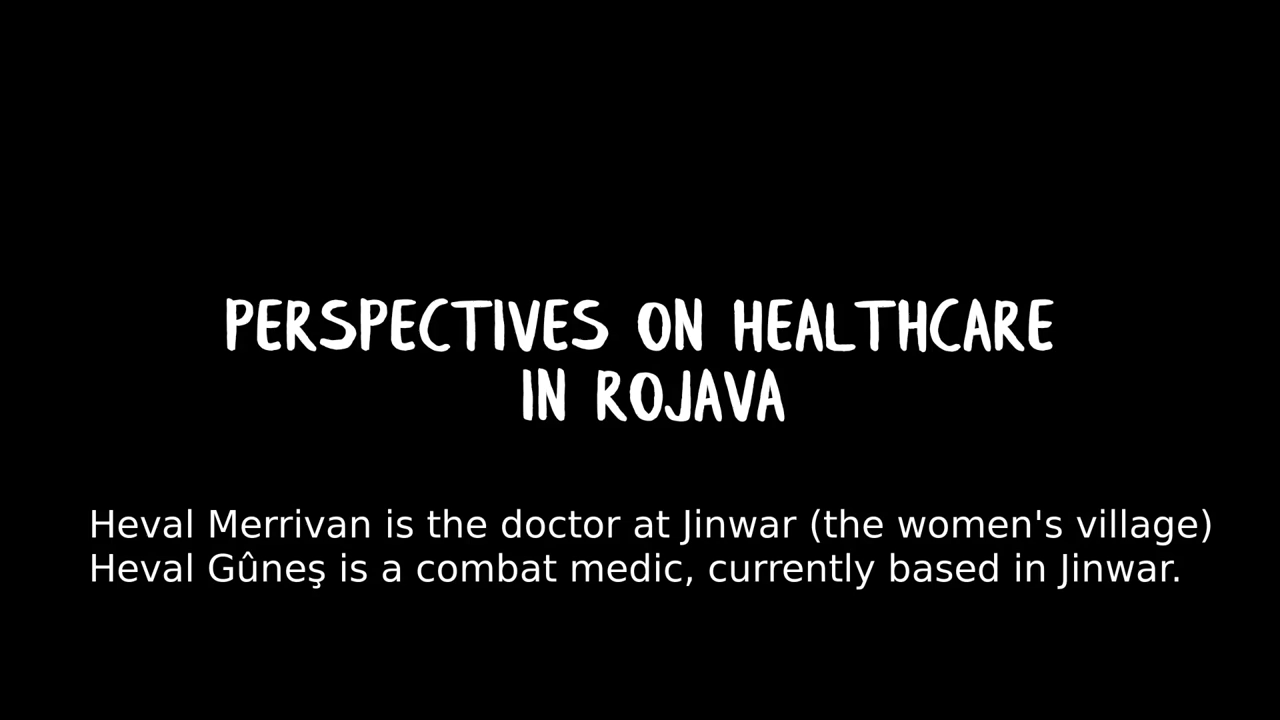 PERSPECTIVES ON HEALTHCARE
IN ROJAVA
Heval Merrivan is the doctor at Jinwar (the women's village)
Heval Gûneş is a combat medic, currently based in Jinwar.